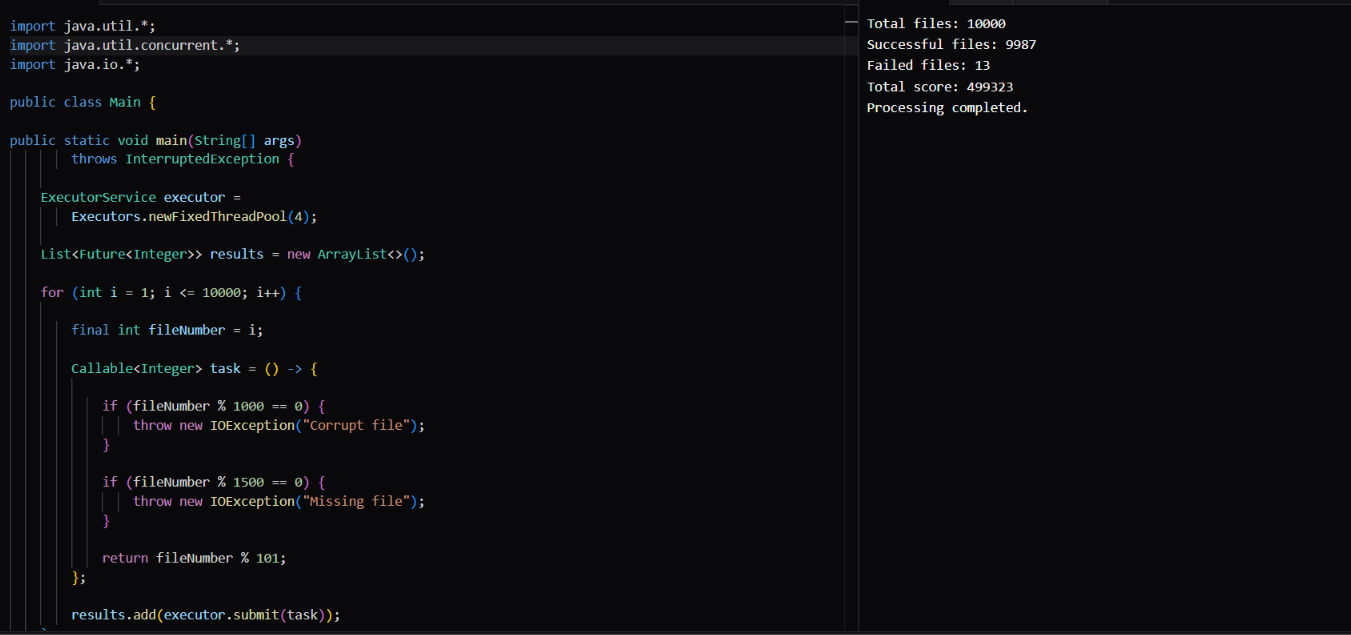 import java.util.*;
import java.util.concurrent.*;
import java.io.*;
public class Main {
public static void main(String[] args)
throws InterruptedException {
ExecutorService executor =
Executors.newFixedThreadPool(4);
List<Future<Integer>> results = new ArrayList<>();
for (int i = 1; i <= 10000; i++) {
final int fileNumber = i;
Callable<Integer> task = () -> {
if (fileNumber % 1000 == 0) {
throw new IOException("Corrupt file");
}
if (fileNumber % 1500 == 0) {
throw new IOException("Missing file");
}
return fileNumber % 101;
};
results.add(executor.submit(task));
Total files: 10000
Successful files: 9987
Failed files: 13
Total score: 499323
Processing completed.